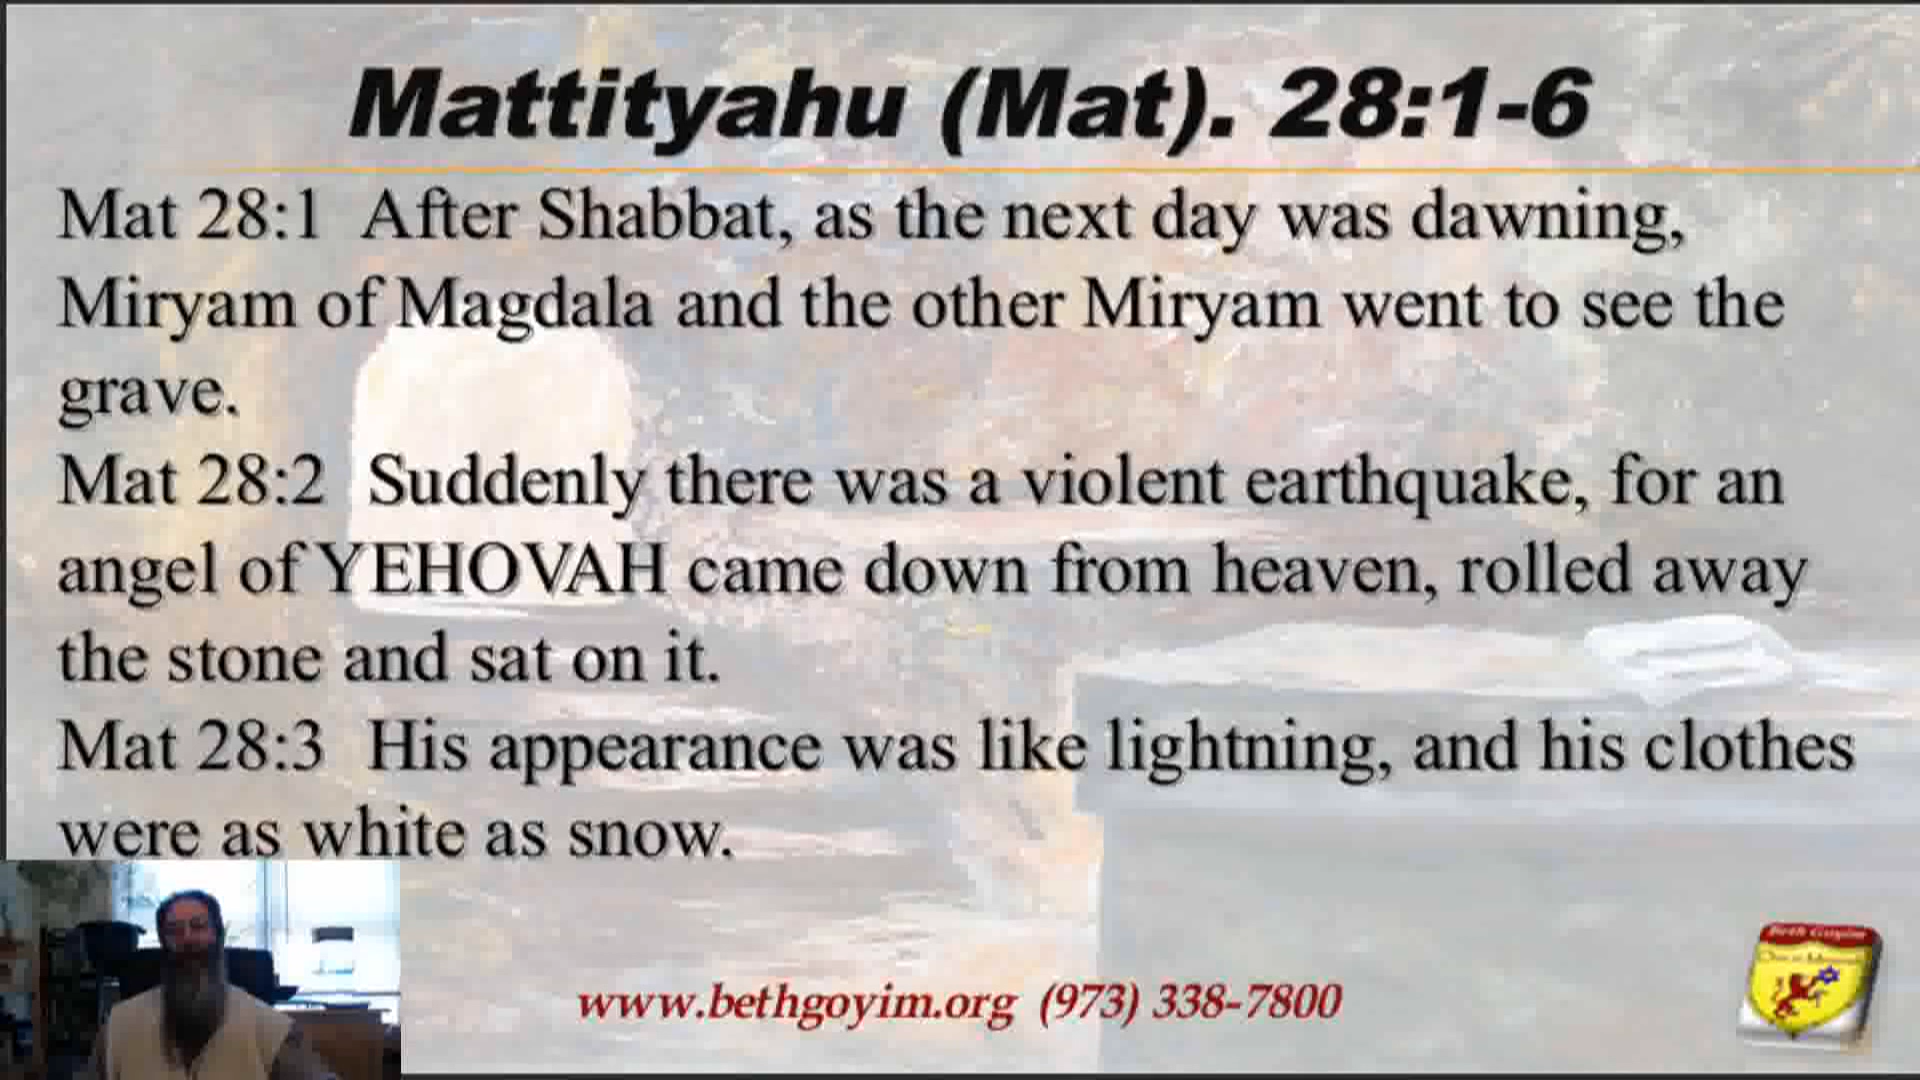 Mattityahu (Mat). 28:1-6
Mat 28:1 After Shabbat, as the next day was dawning,
Miryam of Magdala and the other Miryam went to see the
grave.
Mat 28:2 Suddenly there was a violent earthquake, for an
angel of YEHOVAH came down from heaven, rolled away
the stone and sat on it.
Mat 28:3 His appearance was like lightning, and his clothes
were as white as snow.
Beth Goyim
www.bethgoyim.org (973) 338-7800